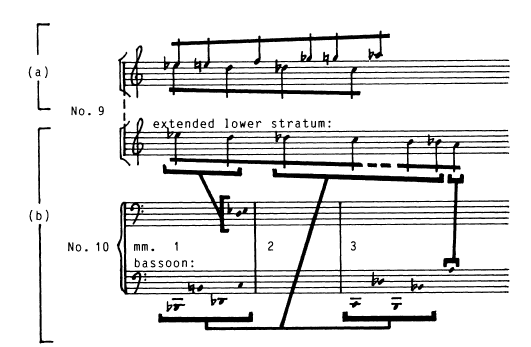 (a)
No. 9
extended lower stratum:
(b)
No. 10
mm. 1 2 3
bassoon: